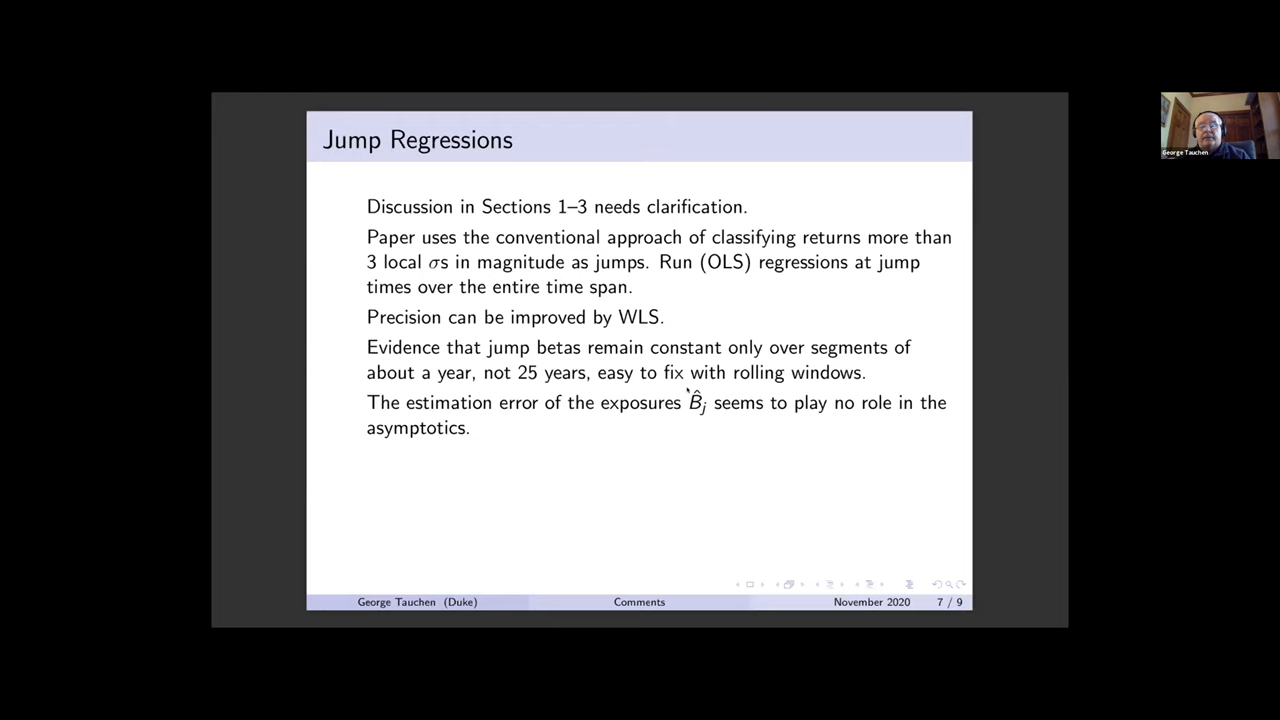 Jump Regressions
George Tauchen
Discussion in Sections 1–3 needs clarification.
Paper uses the conventional approach of classifying returns more than
3 local σs in magnitude as jumps. Run (OLS) regressions at jump
times over the entire time span.
Precision can be improved by WLS.
Evidence that jump betas remain constant only over segments of
about a year, not 25 years, easy to fix with rolling windows.
The estimation error of the exposures B̂ⱼ seems to play no role in the
asymptotics.
George Tauchen (Duke) Comments November 2020 7 / 9